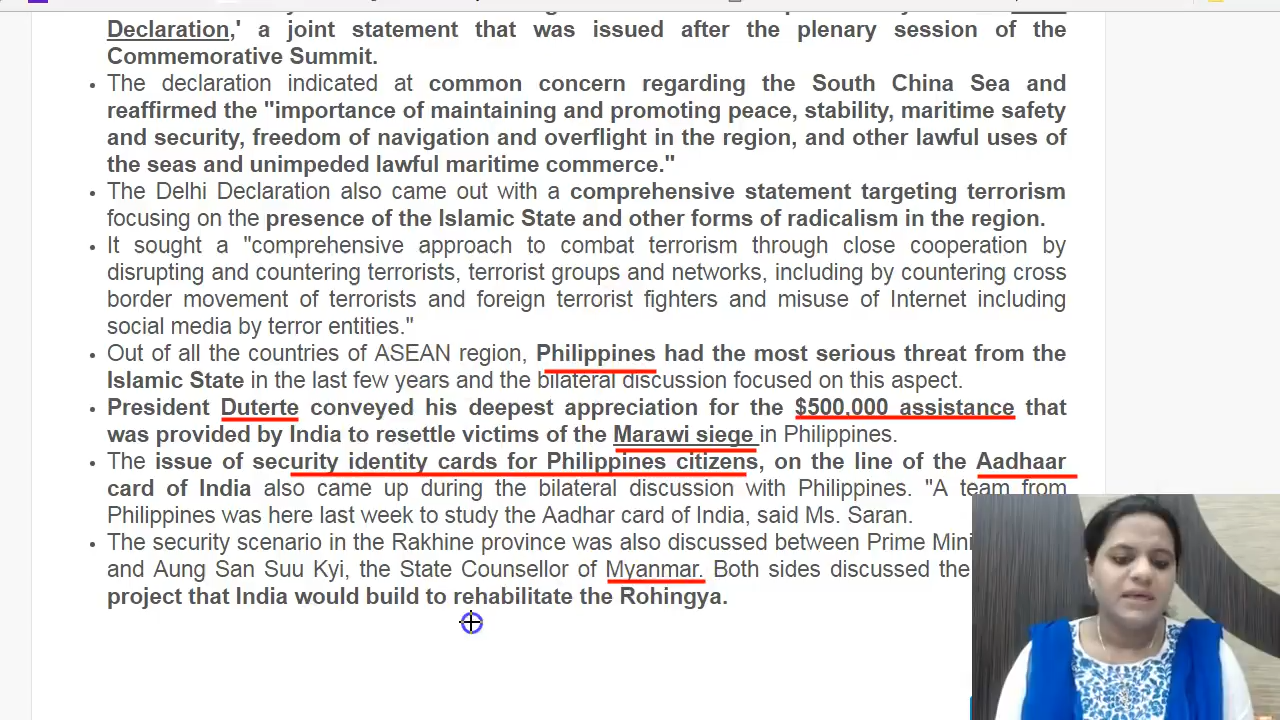 Declaration,' a joint statement that was issued after the plenary session of the
Commemorative Summit.
• The declaration indicated at common concern regarding the South China Sea and
reaffirmed the "importance of maintaining and promoting peace, stability, maritime safety
and security, freedom of navigation and overflight in the region, and other lawful uses of
the seas and unimpeded lawful maritime commerce."
• The Delhi Declaration also came out with a comprehensive statement targeting terrorism
focusing on the presence of the Islamic State and other forms of radicalism in the region.
• It sought a "comprehensive approach to combat terrorism through close cooperation by
disrupting and countering terrorists, terrorist groups and networks, including by countering cross
border movement of terrorists and foreign terrorist fighters and misuse of Internet including
social media by terror entities."
• Out of all the countries of ASEAN region, Philippines had the most serious threat from the
Islamic State in the last few years and the bilateral discussion focused on this aspect.
• President Duterte conveyed his deepest appreciation for the $500,000 assistance that
was provided by India to resettle victims of the Marawi siege in Philippines.
• The issue of security identity cards for Philippines citizens, on the line of the Aadhaar
card of India also came up during the bilateral discussion with Philippines. "A team from
Philippines was here last week to study the Aadhar card of India, said Ms. Saran.
• The security scenario in the Rakhine province was also discussed between Prime
and Aung San Suu Kyi, the State Counsellor of Myanmar. Both sides discussed the
project that India would build to rehabilitate the Rohingya.